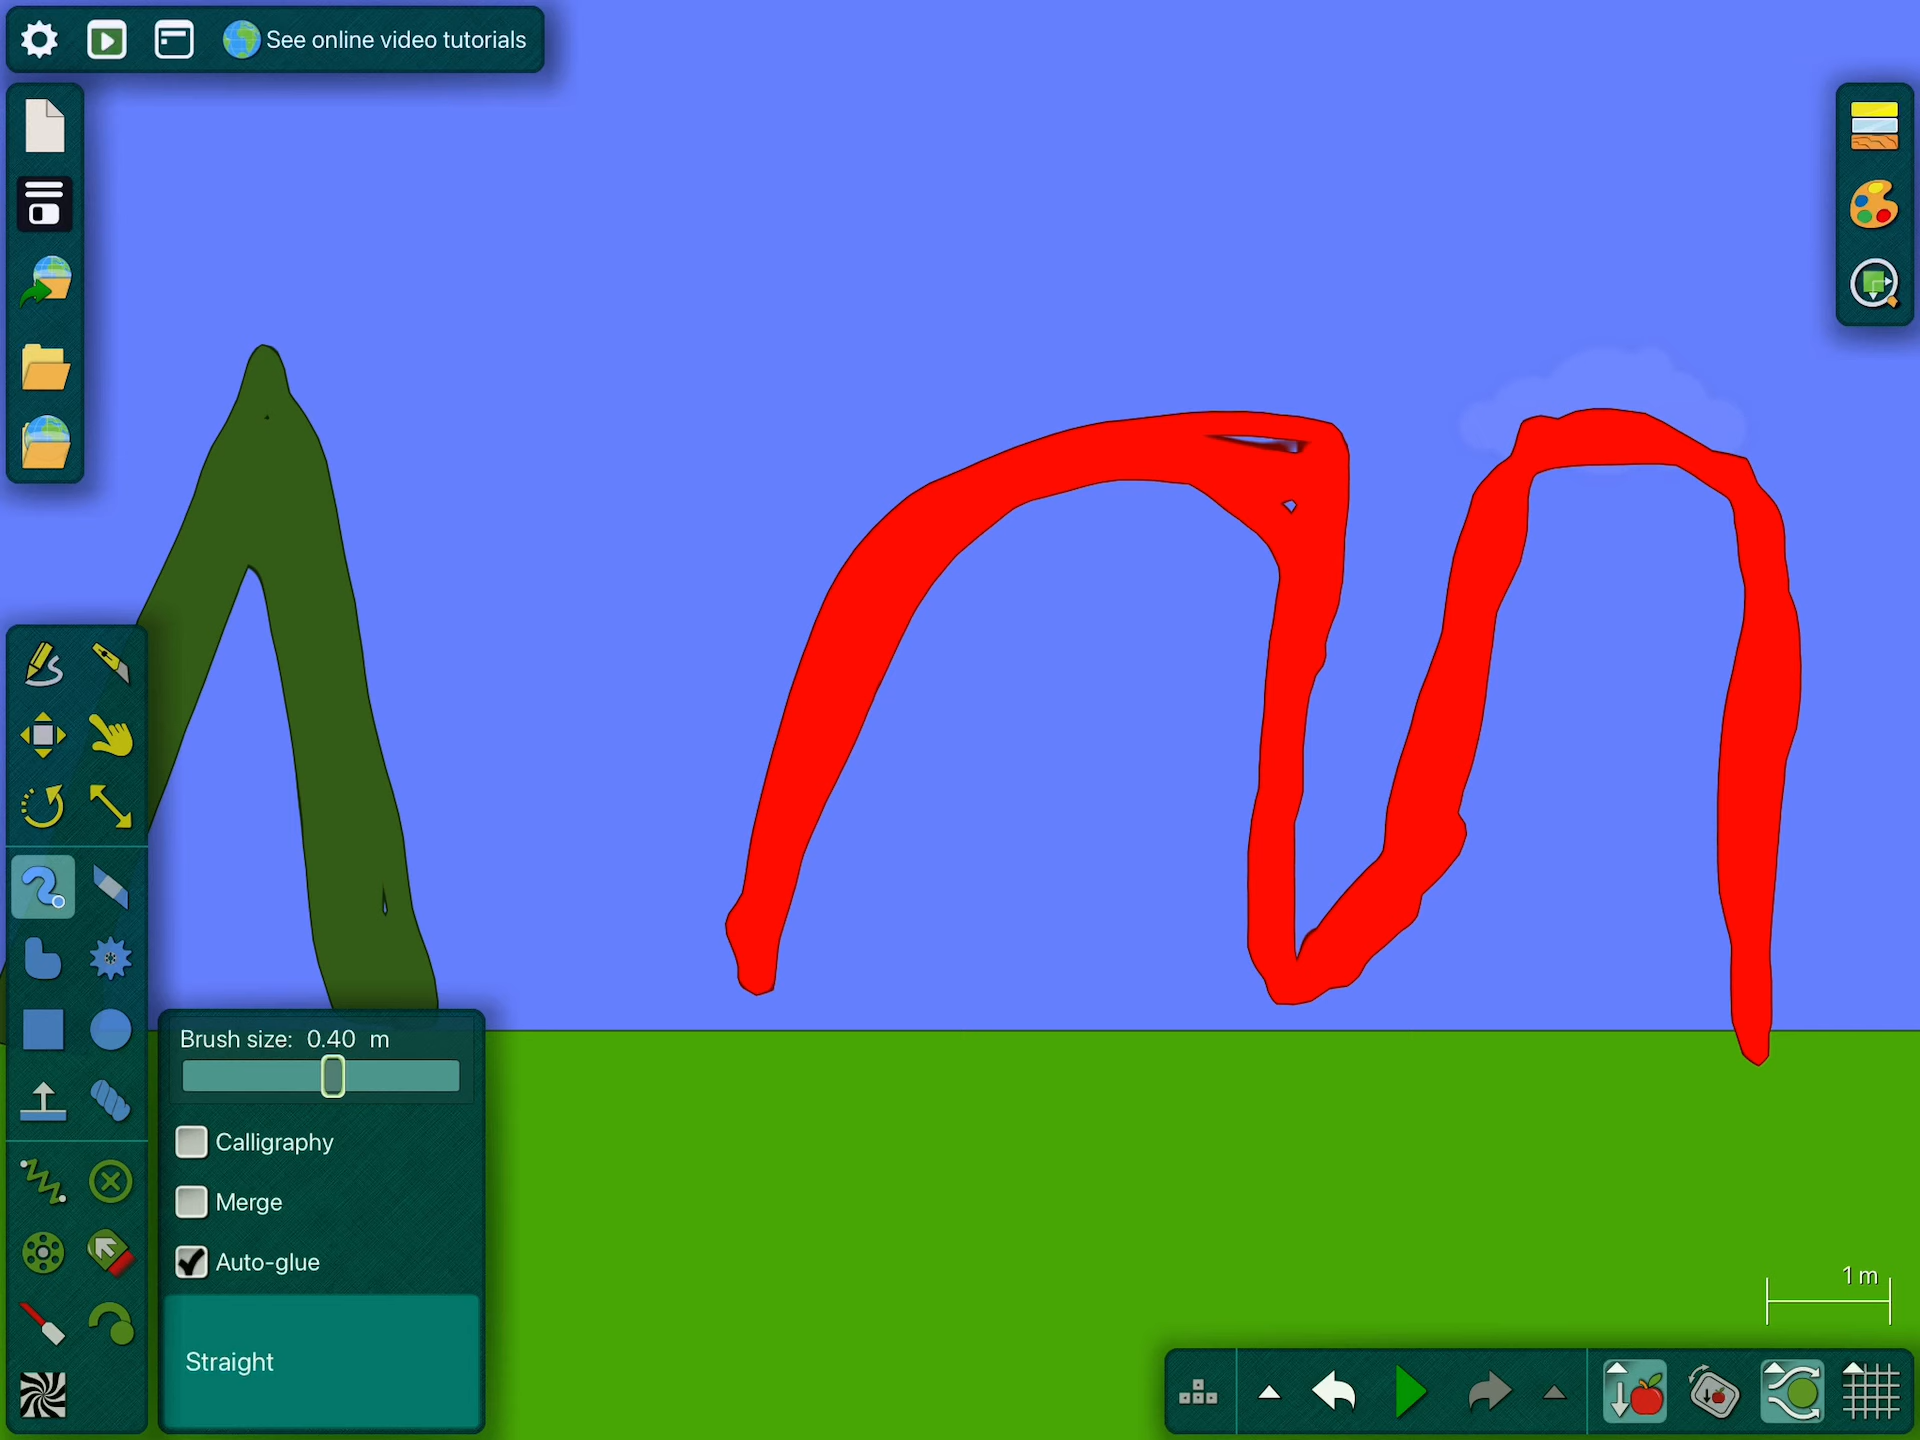 See online video tutorials
Brush size: 0.40 m
Calligraphy
Merge
Auto-glue
Straight
1 m